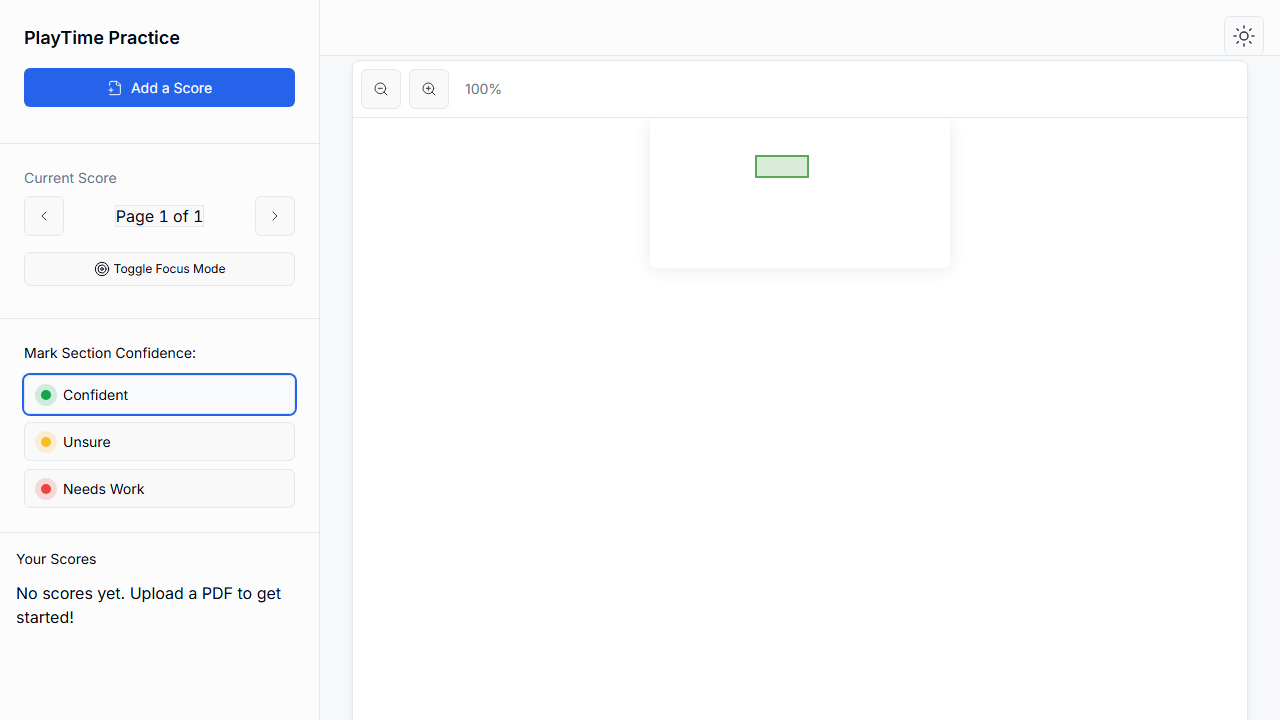 PlayTime Practice
Add a Score
Current Score
Page 1 of 1
Toggle Focus Mode
Mark Section Confidence:
Confident
Unsure
Needs Work
Your Scores
No scores yet. Upload a PDF to get
started!
100%